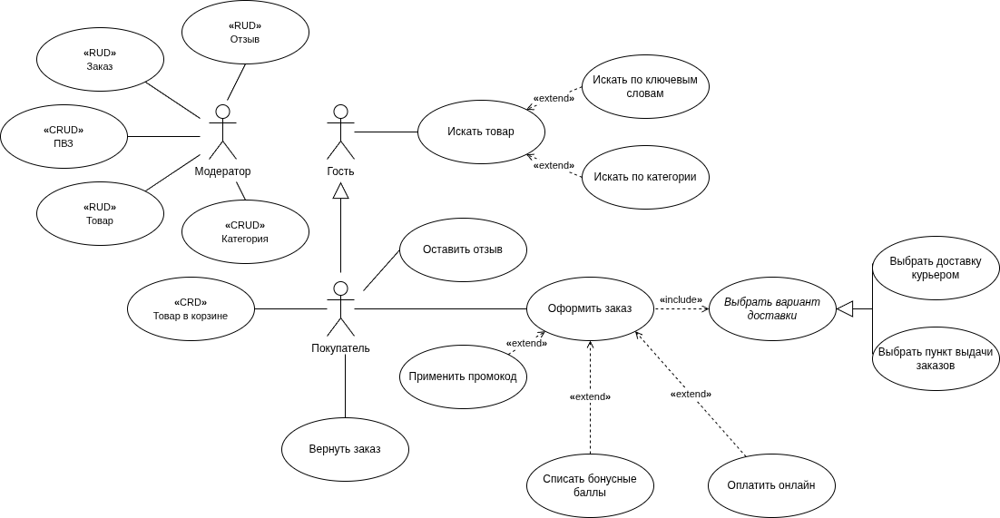 «RUD»
Отзыв
«RUD»
Заказ
Искать по ключевым
словам
«extend»
«CRUD»
ПВЗ
Искать товар
Модератор
Гость
«extend»
Искать по категории
«RUD»
Товар
«CRUD»
Категория
Оставить отзыв
Выбрать доставку
курьером
«CRD»
Товар в корзине
Оформить заказ
«include»
Выбрать вариант
доставки
Покупатель
«extend»
Применить промокод
Выбрать пункт выдачи
заказов
«extend»
«extend»
Вернуть заказ
Списать бонусные
баллы
Оплатить онлайн